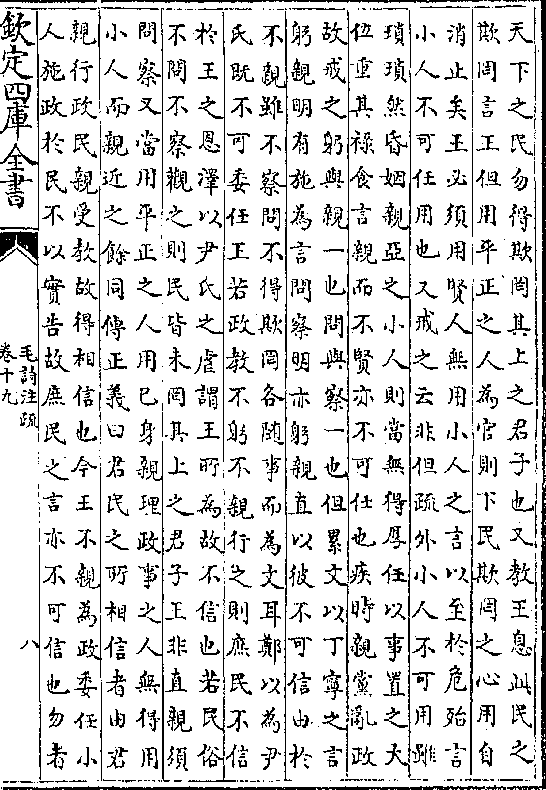 天下之民勿得欺罔其上之君子也又教王息此民之
欺罔言王但用平正之人為官則下民欺罔之心用自
消止矣王必須用賢人無用小人之言以至於危殆言
小人不可任用也又戒之云非但疏外小人不可用雖
瑣瑣然昏姻親亞之小人則當無得厚任以事置之大
位重其祿食言親而不賢亦不可任也疾時親黨亂政
故戒之躬與親一也問與察一也但累文以丁寧之言
躬親明有施為言問察明亦躬親直以彼不可信由於
不親雖不察問不得欺罔各随事而為文耳鄭以為尹
氏既不可委任王若政教不躬不親行之則庶民不信
於王之恩澤以尹氏之虐謂王所為故不信也若民俗
不問不察觀之則民皆未罔其上之君子王非直親須
問察又當用平正之人用已身親理政事之人無得用
小人而親近之餘同傳正義曰君民之所相信者由君
親行政民親受教故得相信也今王不親為政委任小
人施政於民不以實告故庶民之言亦不可信也勿者
欽定四庫全書
毛詩注疏
卷十九
八